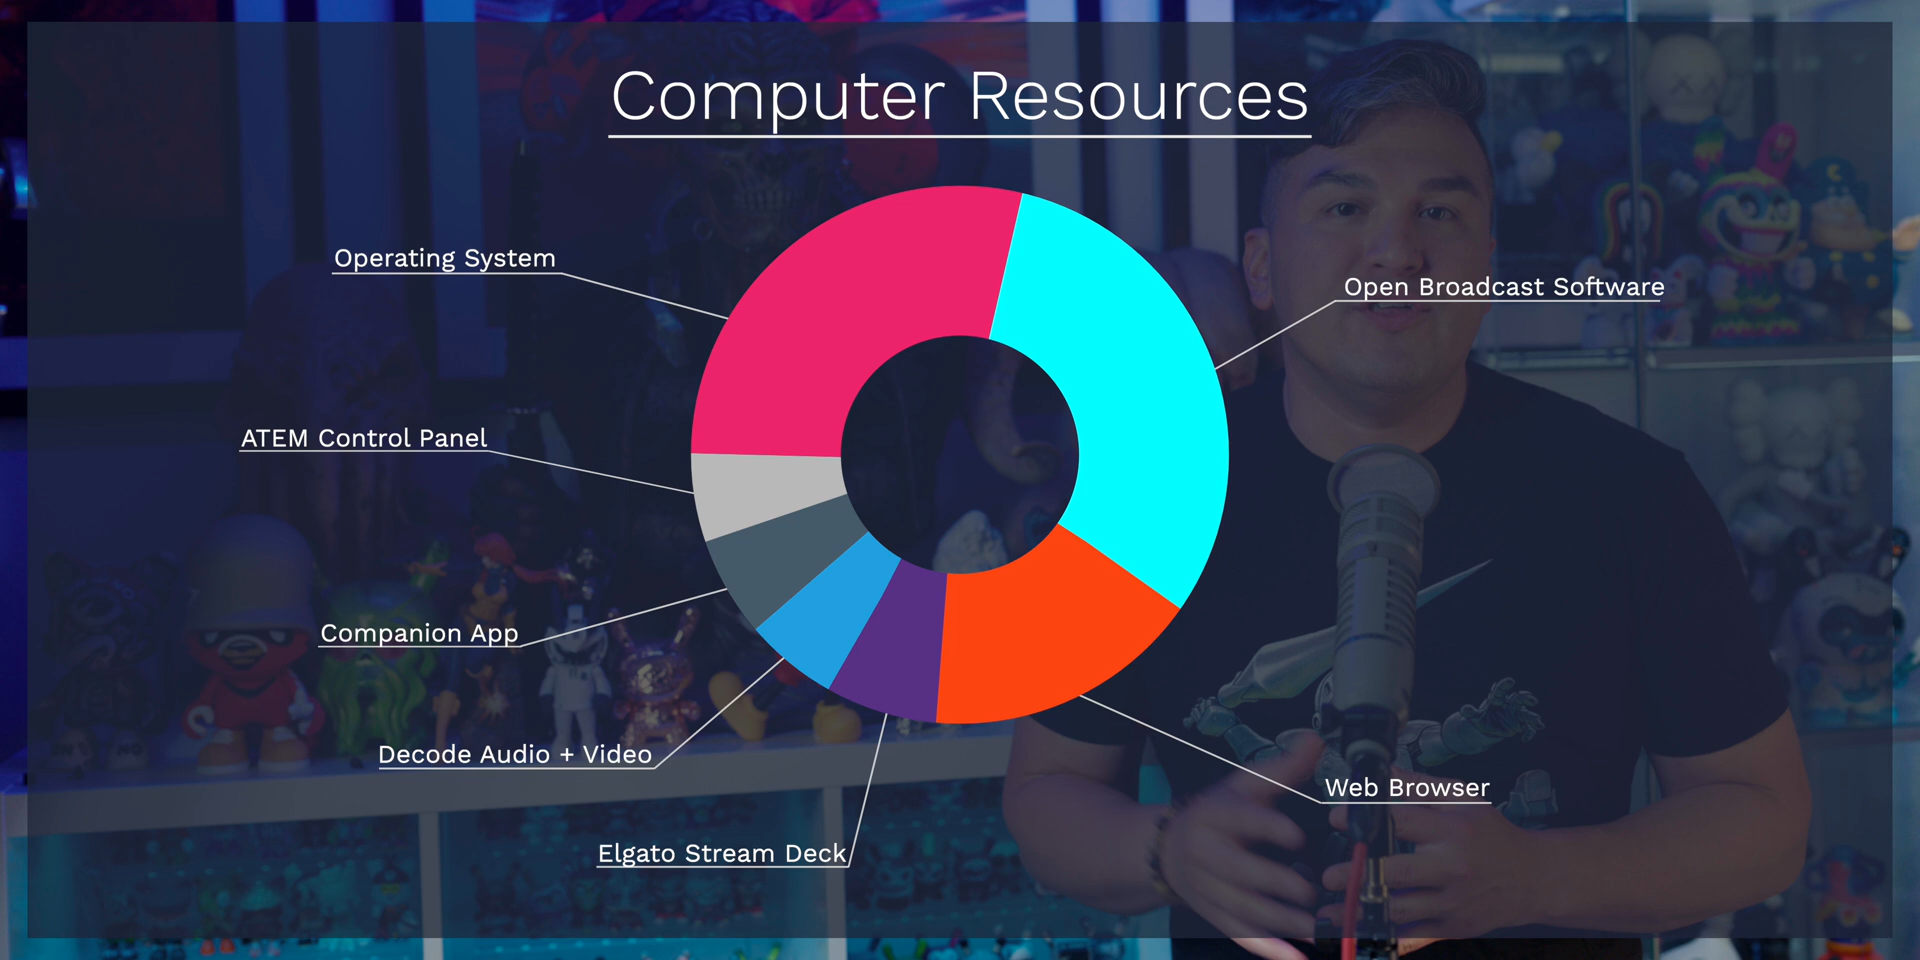 Computer Resources
Operating System
Open Broadcast Software
ATEM Control Panel
Companion App
Decode Audio + Video
Web Browser
Elgato Stream Deck